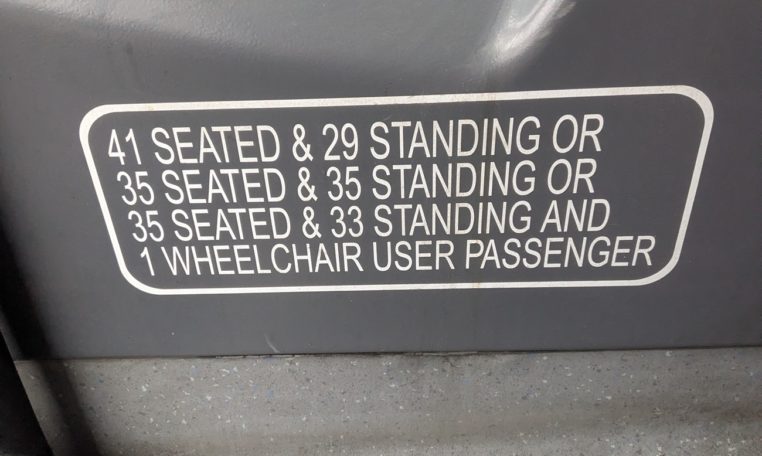 41 SEATED & 29 STANDING OR
35 SEATED & 35 STANDING OR
35 SEATED & 33 STANDING AND
1 WHEELCHAIR USER PASSENGER